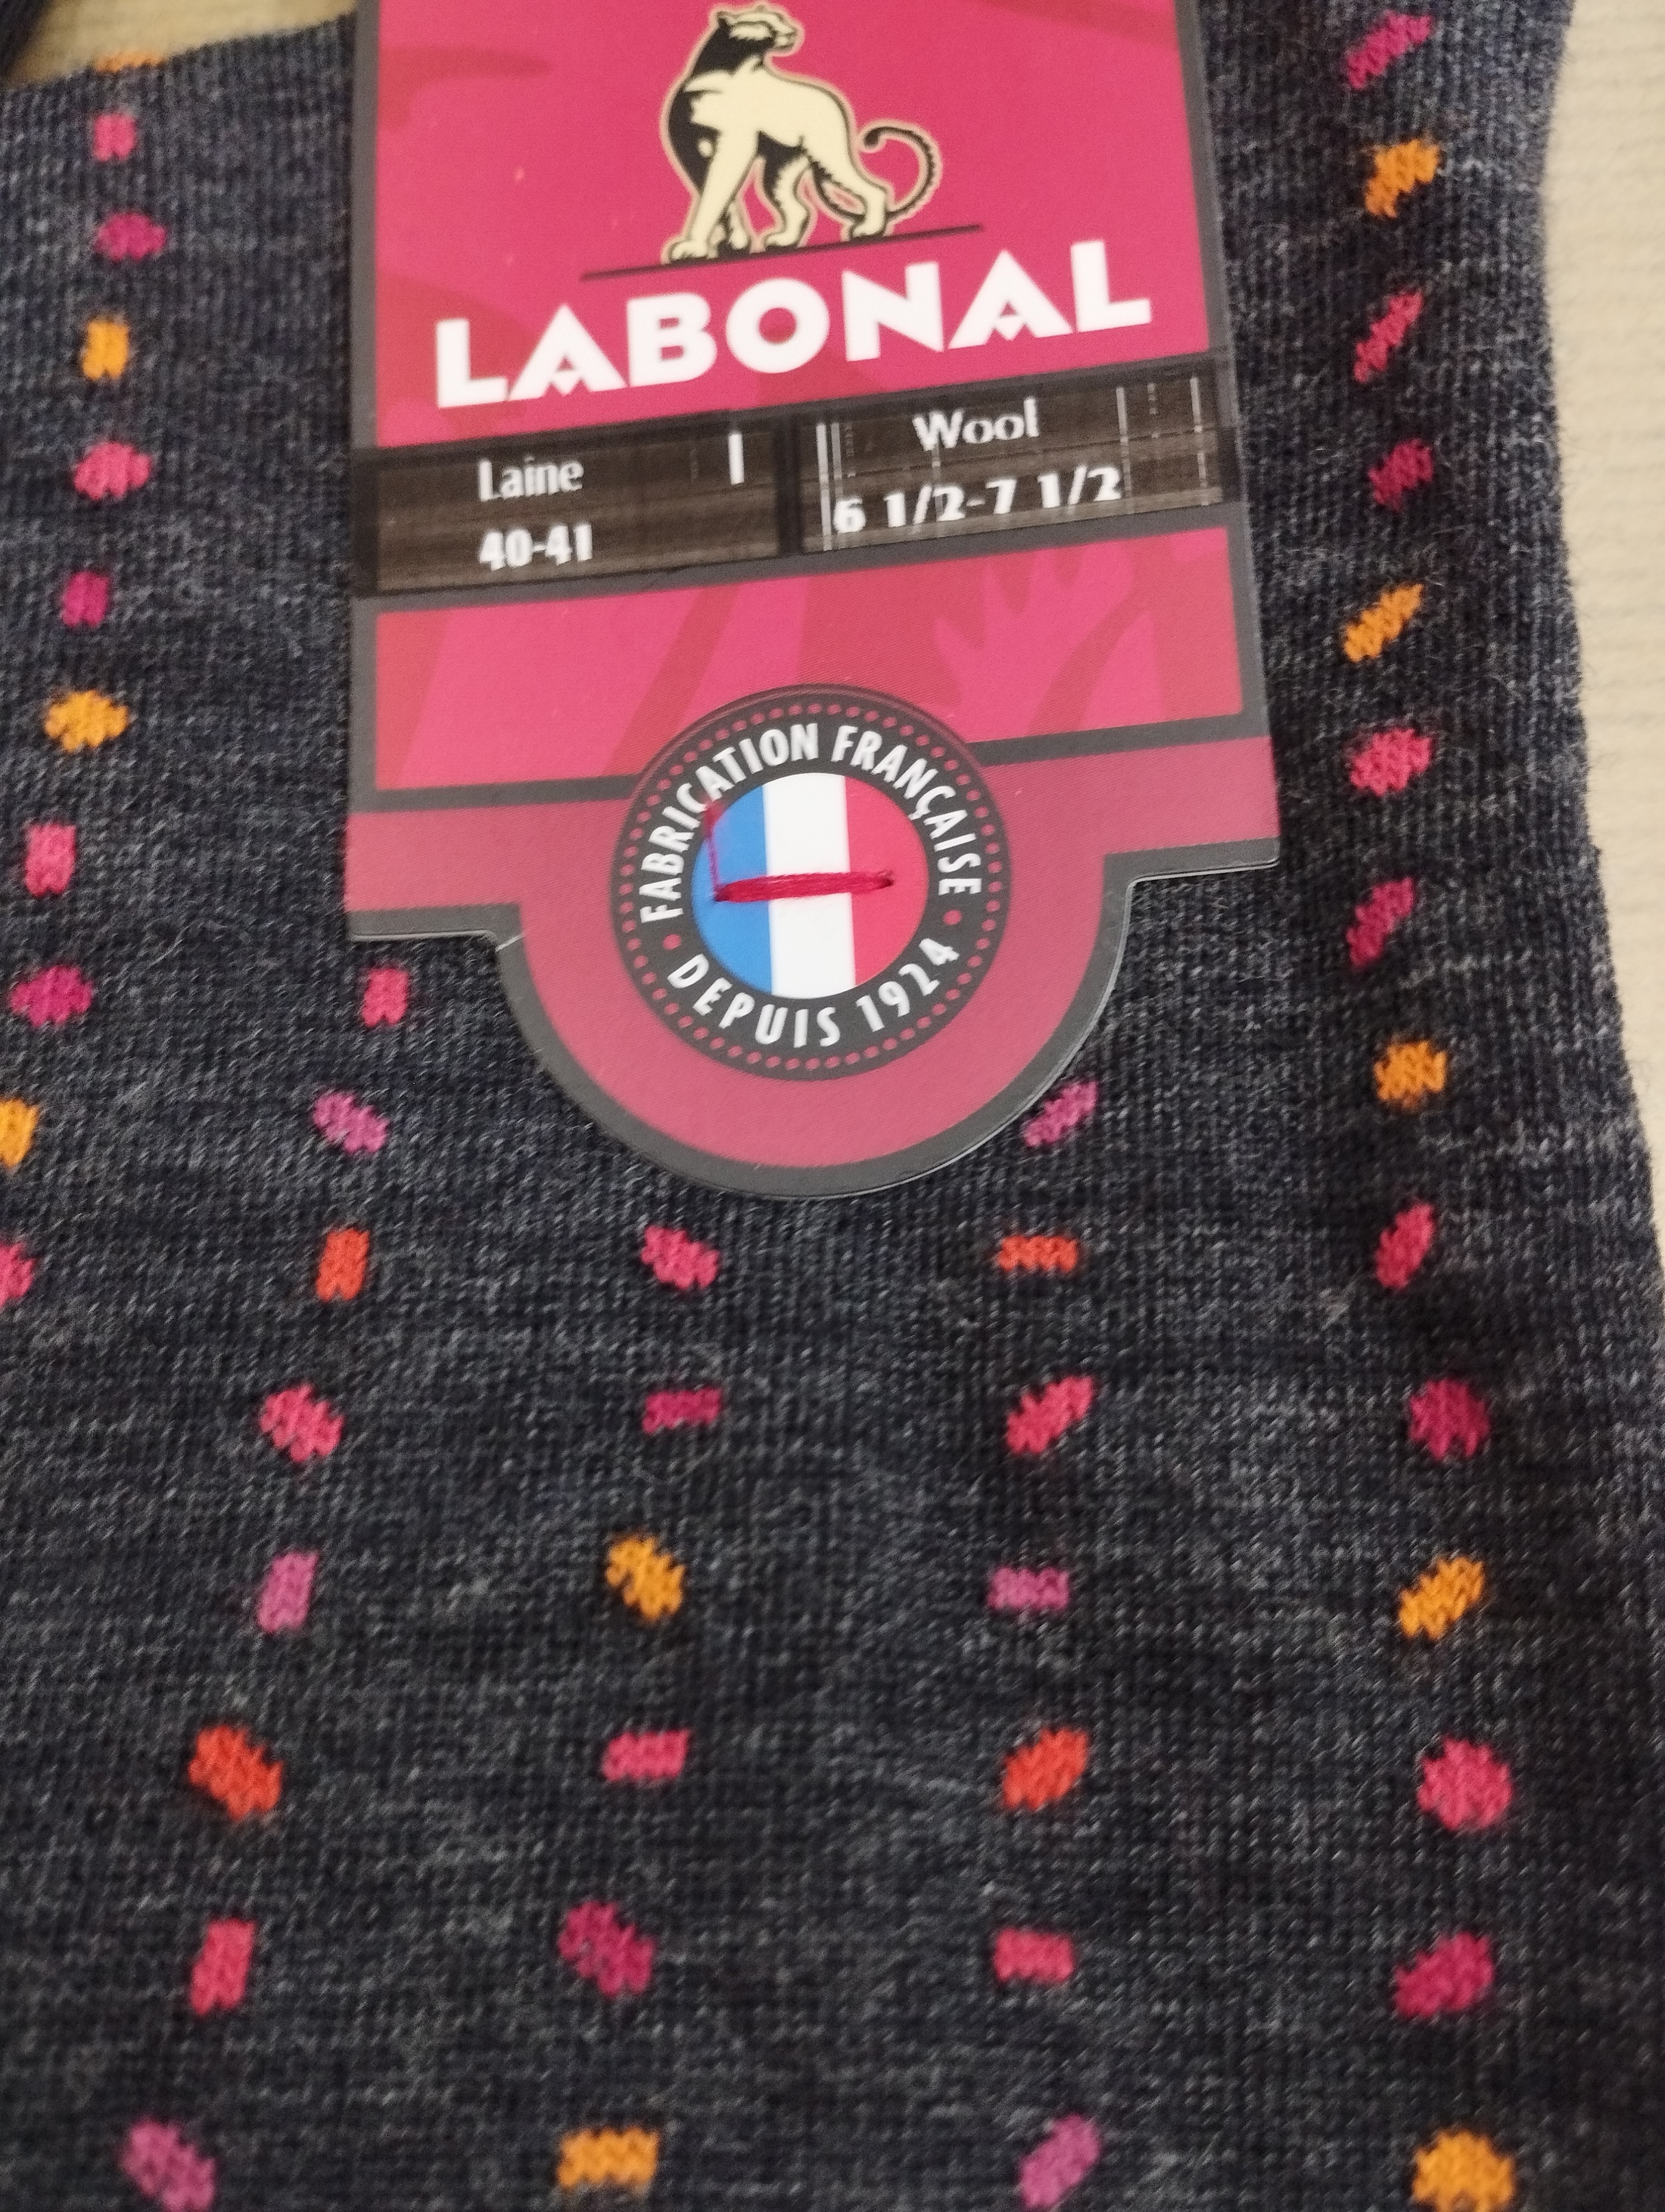 LABONAL
Laine
40-41
Wool
6 1/2-7 1/2
FABRICATION FRANÇAISE
• DEPUIS 1924 •